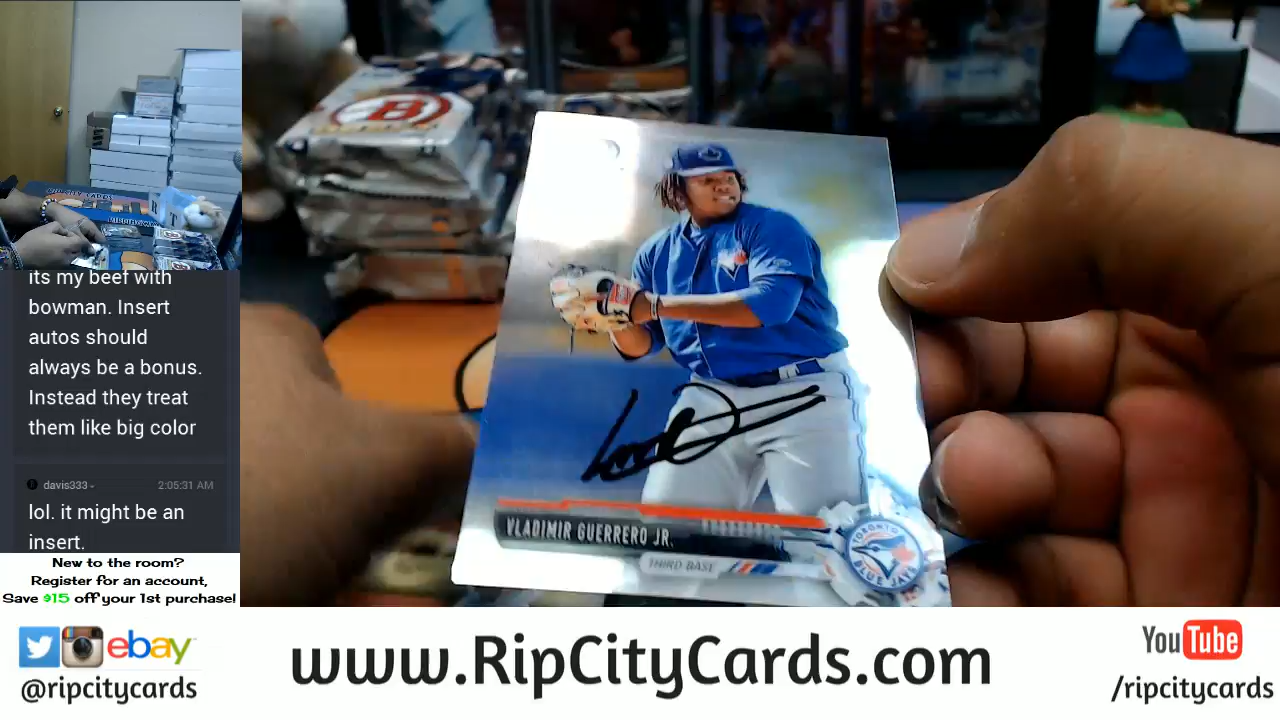 its my beef with
bowman. Insert
autos should
always be a bonus.
Instead they treat
them like big color
davis333
2:05:31 AM
lol. it might be an
insert.
New to the room?
Register for an account,
Save $15 off your 1st purchase!
B
VLADIMIR GUERRERO JR.
THIRD BASE
TORONTO
BLUE JAYS
ebay
@ripcitycards
www.RipCityCards.com
YouTube
/ripcitycards